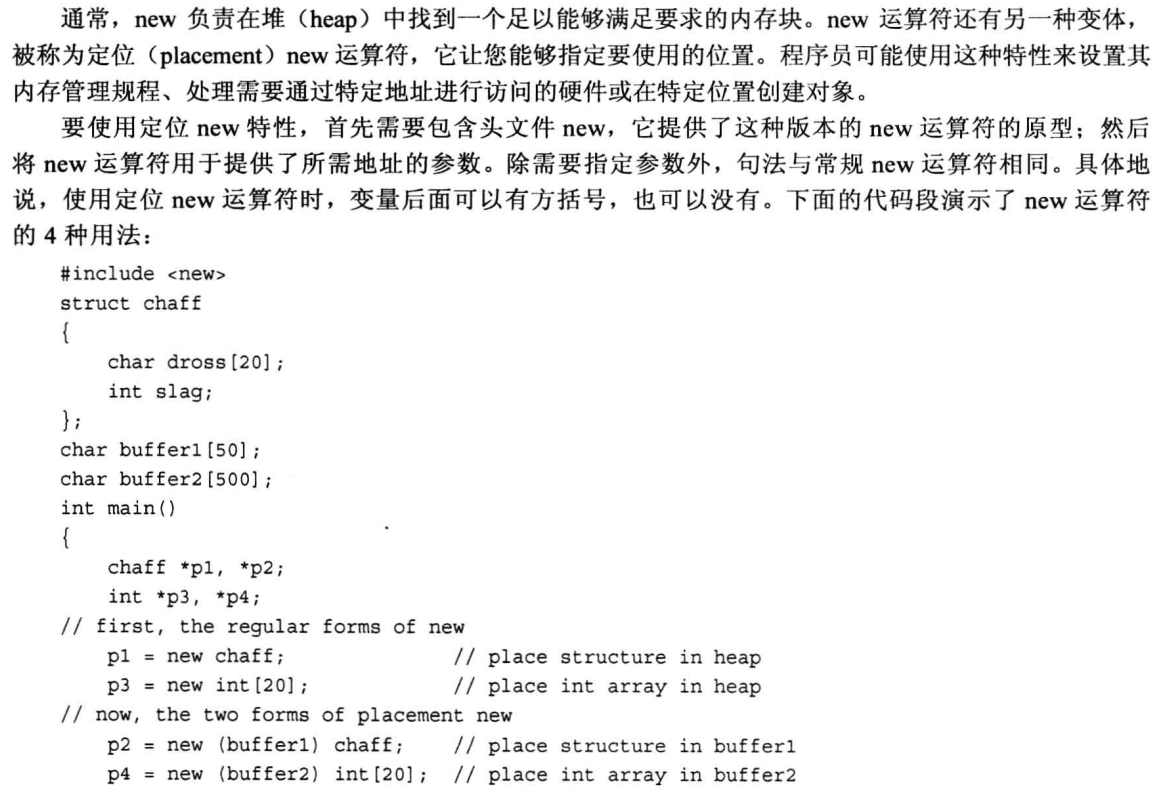 通常，new 负责在堆（heap）中找到一个足以能够满足要求的内存块。new 运算符还有另一种变体，
被称为定位（placement）new 运算符，它让您能够指定要使用的位置。程序员可能使用这种特性来设置其
内存管理规程、处理需要通过特定地址进行访问的硬件或在特定位置创建对象。
要使用定位 new 特性，首先需要包含头文件 new，它提供了这种版本的 new 运算符的原型；然后
将 new 运算符用于提供了所需地址的参数。除需要指定参数外，句法与常规 new 运算符相同。具体地
说，使用定位 new 运算符时，变量后面可以有方括号，也可以没有。下面的代码段演示了 new 运算符
的 4 种用法：
#include <new>
struct chaff
{
    char dross[20];
    int slag;
};
char buffer1[50];
char buffer2[500];
int main()
{
    chaff *p1, *p2;
    int *p3, *p4;
// first, the regular forms of new
    p1 = new chaff;              // place structure in heap
    p3 = new int[20];            // place int array in heap
// now, the two forms of placement new
    p2 = new (buffer1) chaff;    // place structure in buffer1
    p4 = new (buffer2) int[20];  // place int array in buffer2